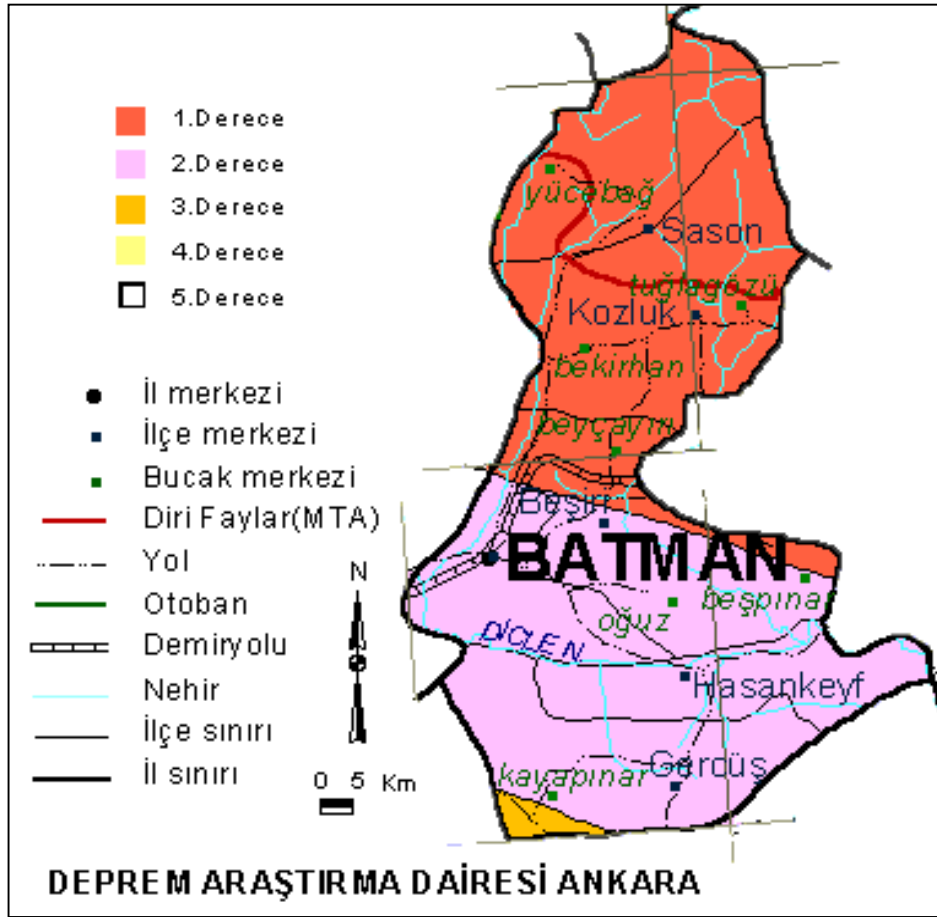 1.Derece
2.Derece
3.Derece
4.Derece
5.Derece
İl merkezi
İlçe merkezi
Bucak merkezi
Diri Faylar(MTA)
Yol
Otoban
Demiryolu
Nehir
İlçe sınırı
İl sınırı
N
0 5 Km
yücebağ
Sason
tuğlagözü
Kozluk
bekirhan
beyçayırı
Beşiri
BATMAN
beşpınar
oğuz
DİCLE N
Hasankeyf
Gercüş
kayapınar
DEPREM ARAŞTIRMA DAİRESİ ANKARA